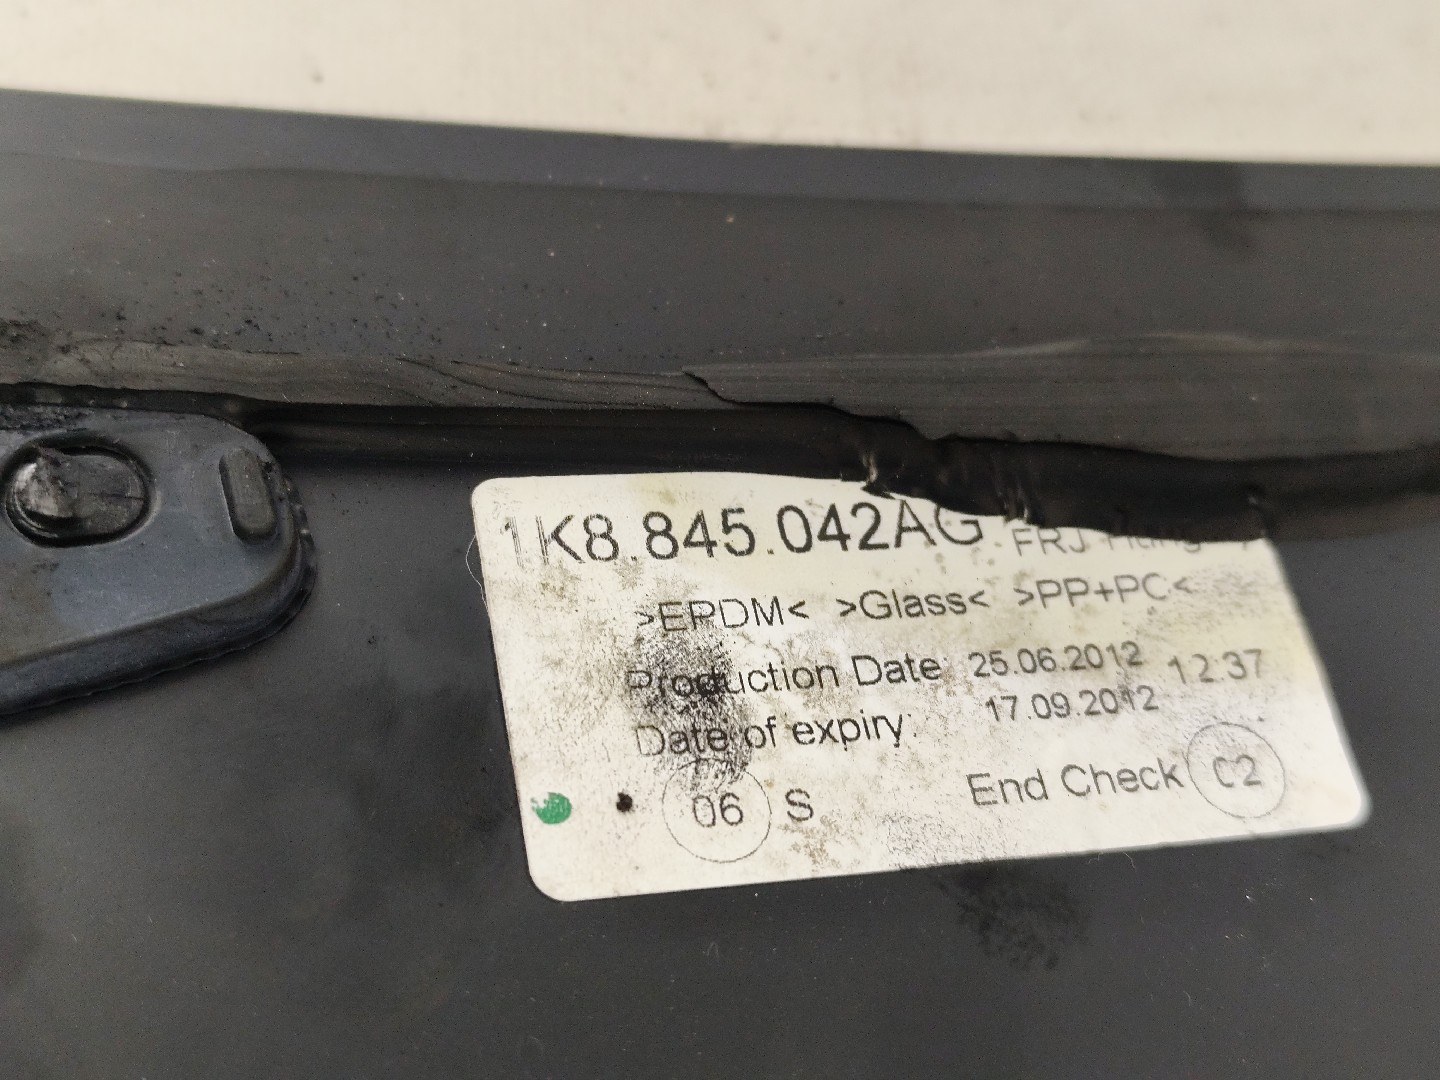 1K8.845.042AG FRJ
>EPDM< >Glass< >PP+PC<
Production Date: 25.06.2012 12:37
Date of expiry: 17.09.2012
06 S End Check C2